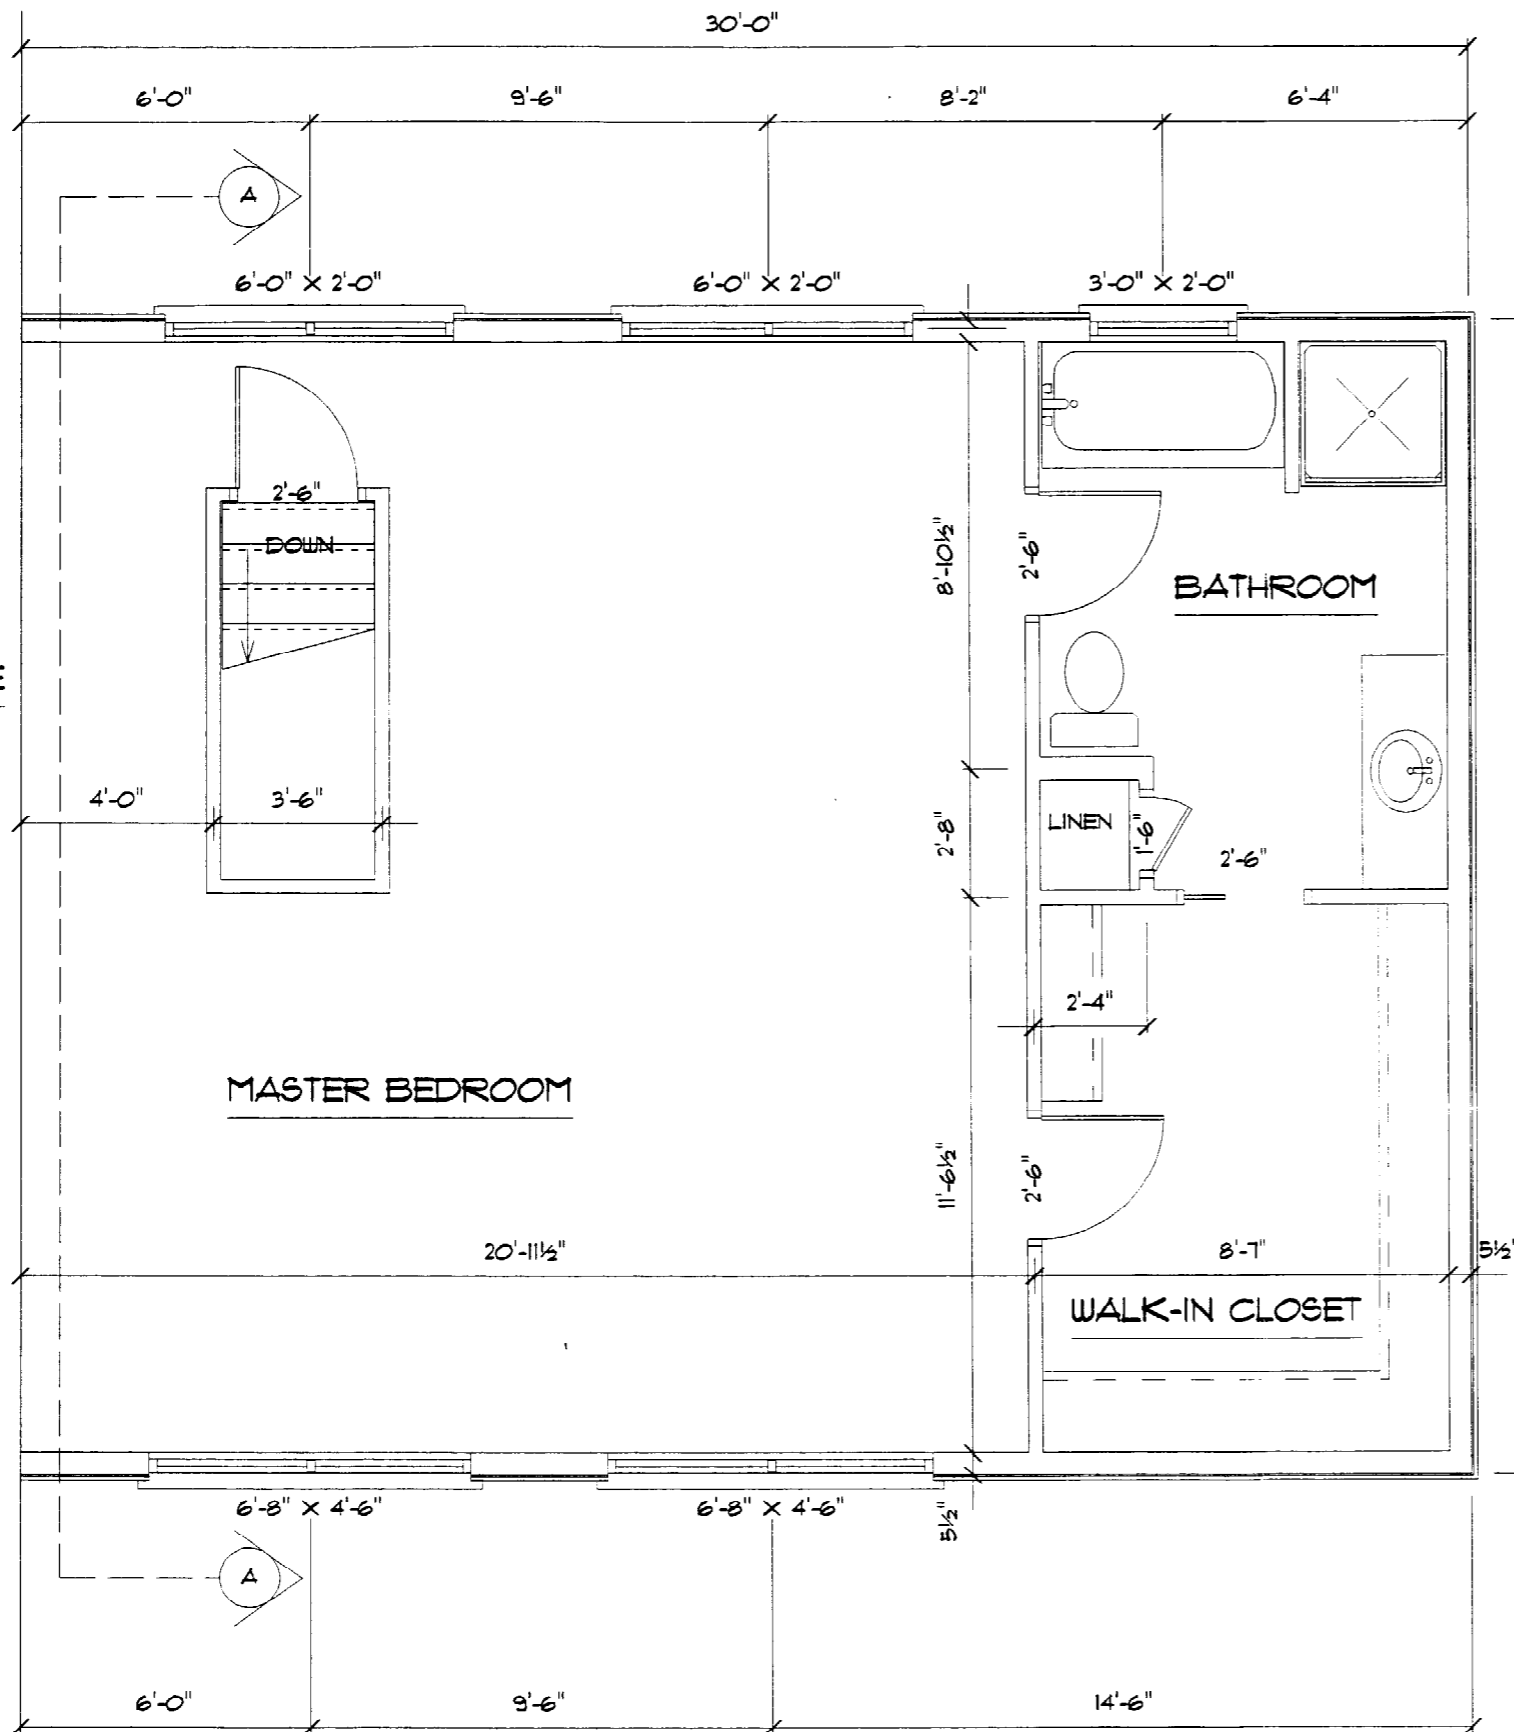 30'-0"
6'-0" 9'-6" 8'-2" 6'-4"
A
6'-0" X 2'-0" 6'-0" X 2'-0" 3'-0" X 2'-0"
2'-6"
DOWN
8'-10½"
2'-6"
BATHROOM
4'-0" 3'-6"
2'-8"
LINEN
1'-6"
2'-6"
2'-4"
MASTER BEDROOM
11'-6½"
2'-6"
20'-11½" 8'-7" 5½"
WALK-IN CLOSET
6'-8" X 4'-6" 6'-8" X 4'-6"
5½"
A
6'-0" 9'-6" 14'-6"